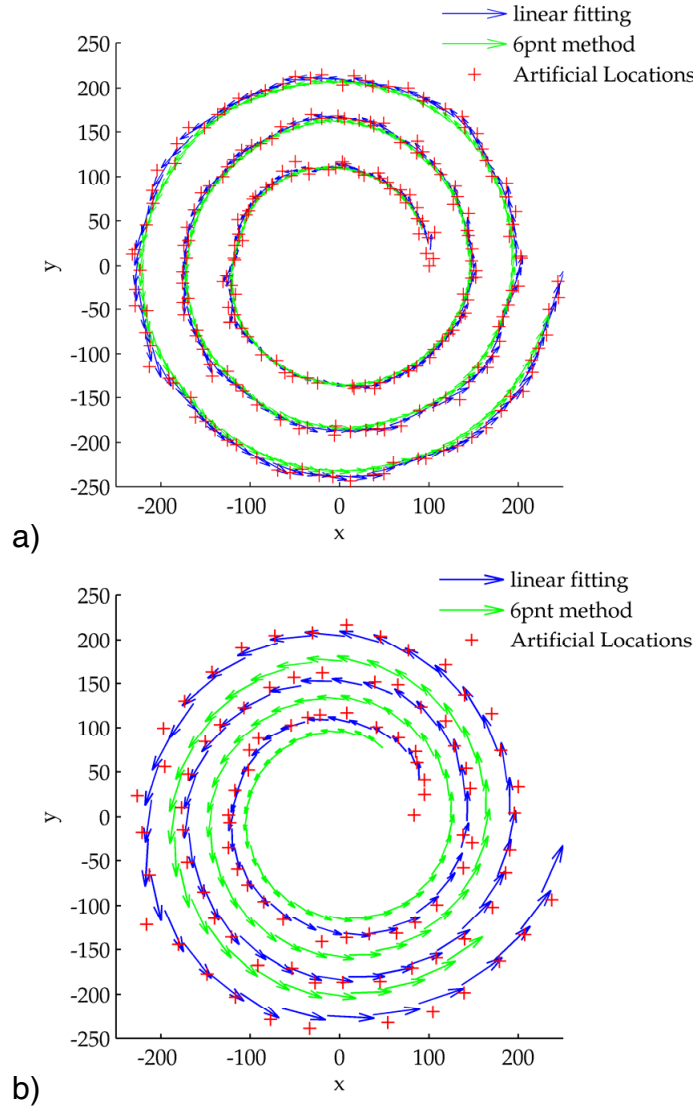 linear fitting
6pnt method
Artificial Locations
250
200
150
100
50
0
-50
-100
-150
-200
-250
y
-200 -100 0 100 200
x
a)
linear fitting
6pnt method
Artificial Locations
250
200
150
100
50
0
-50
-100
-150
-200
-250
y
-200 -100 0 100 200
x
b)